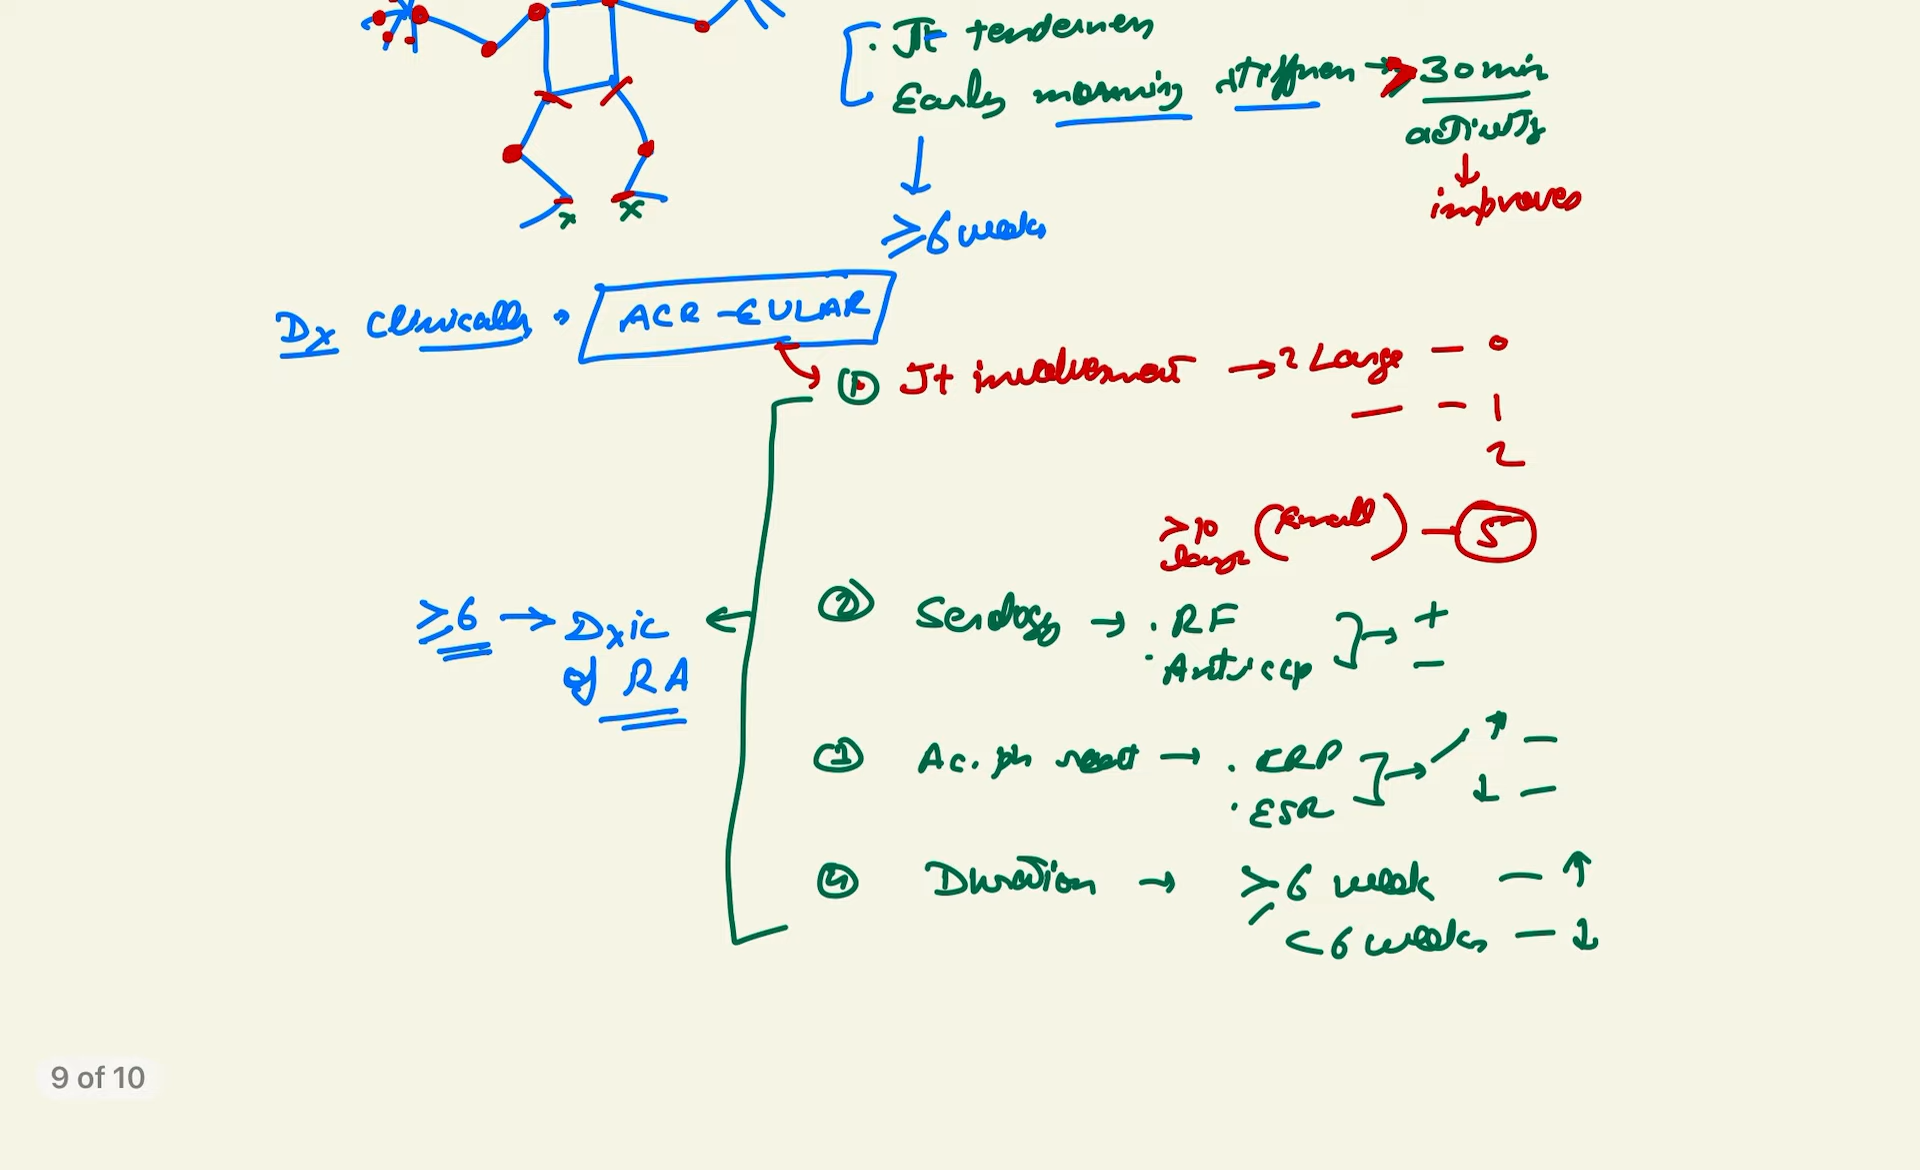 . Jt tenderness
Early morning stiffness → > 30 min
activity
↓
improves
↓
≥6 weeks
Dx clinically → ACR-EULAR
① Jt involvement → 2 Large - 0
— - 1
2
>10 large (small) - 5
② Serology → . RF
. Anti ccp } → +
-
≥6 → Dxic of RA
③ Ac. ph react → . CRP
. ESR } → ↑ -
↓ -
④ Duration → ≥6 week - ↑
<6 weeks - ↓
9 of 10